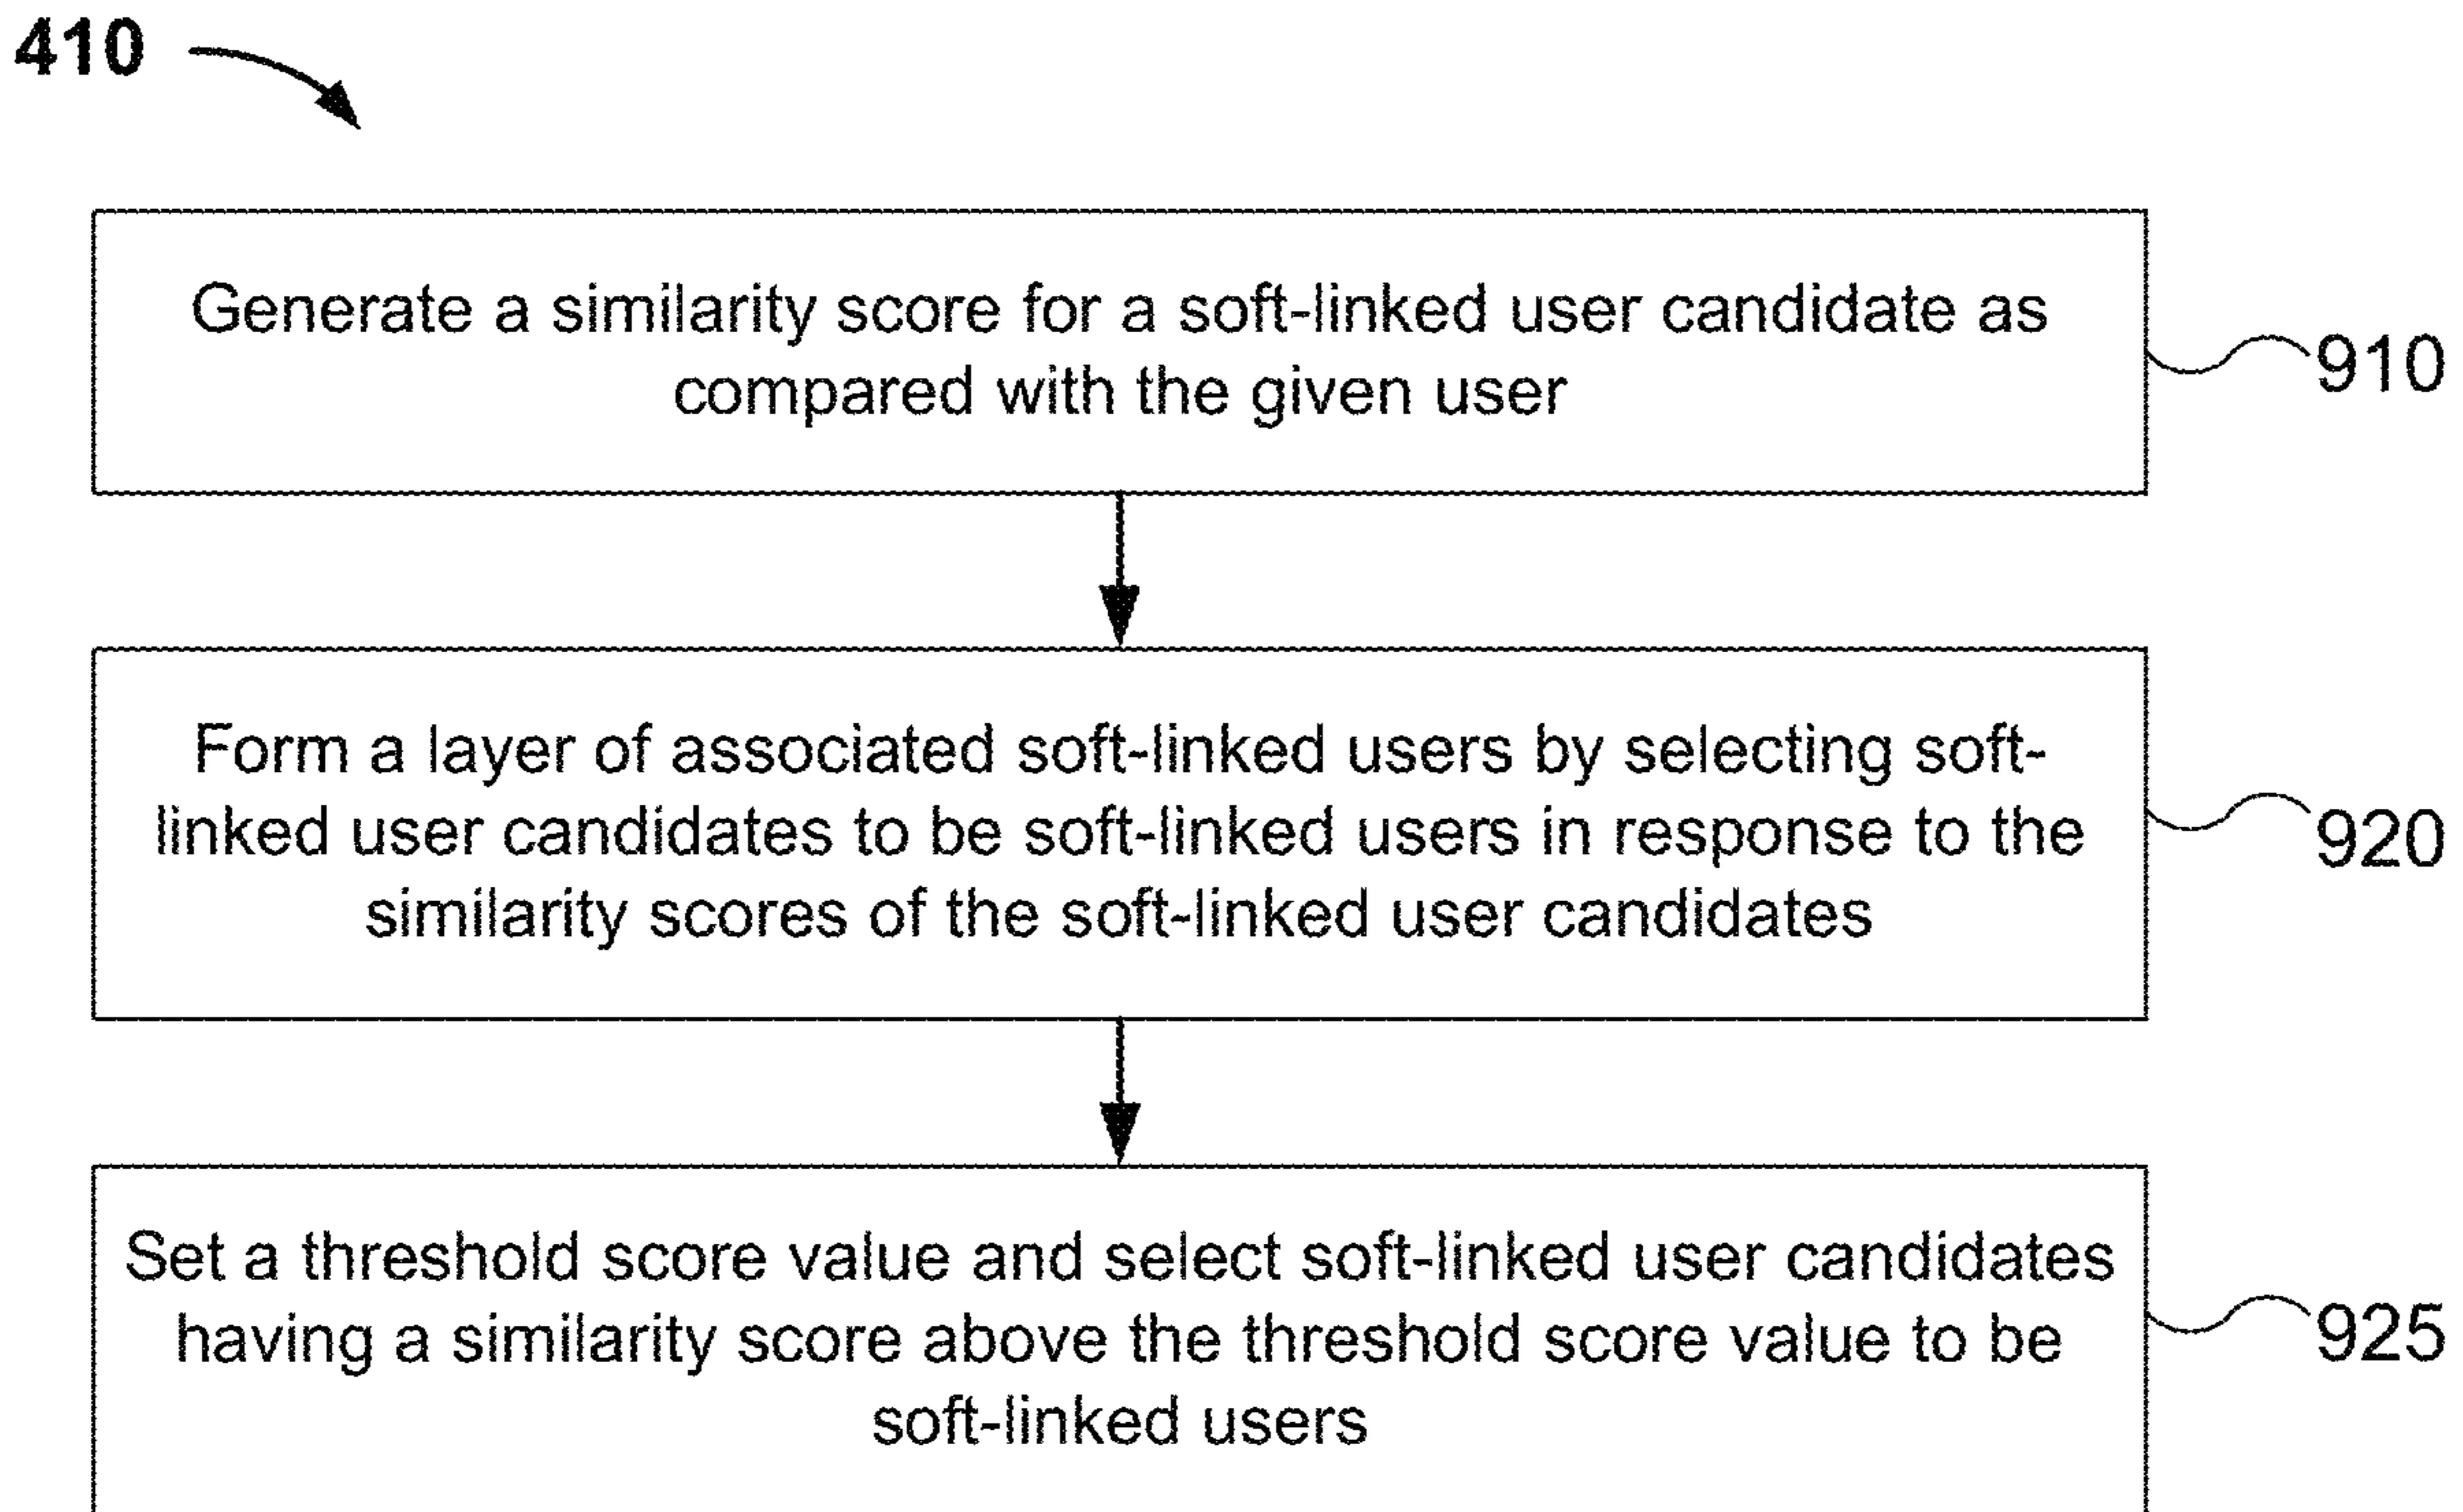 410
Generate a similarity score for a soft-linked user candidate as
compared with the given user
910
Form a layer of associated soft-linked users by selecting soft-
linked user candidates to be soft-linked users in response to the
similarity scores of the soft-linked user candidates
920
Set a threshold score value and select soft-linked user candidates
having a similarity score above the threshold score value to be
soft-linked users
925